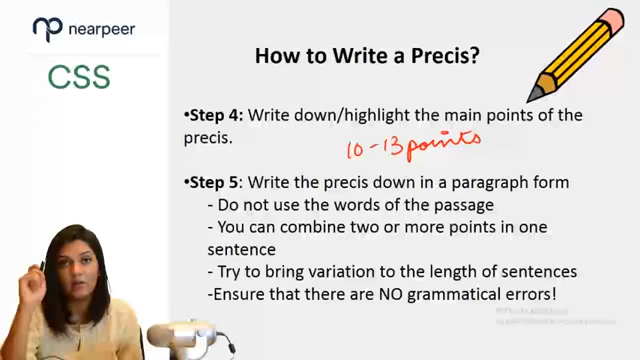 nearpeer
CSS
How to Write a Precis?
•Step 4: Write down/highlight the main points of the
precis.
10-13 points
•Step 5: Write the precis down in a paragraph form
- Do not use the words of the passage
- You can combine two or more points in one
sentence
- Try to bring variation to the length of sentences
-Ensure that there are NO grammatical errors!